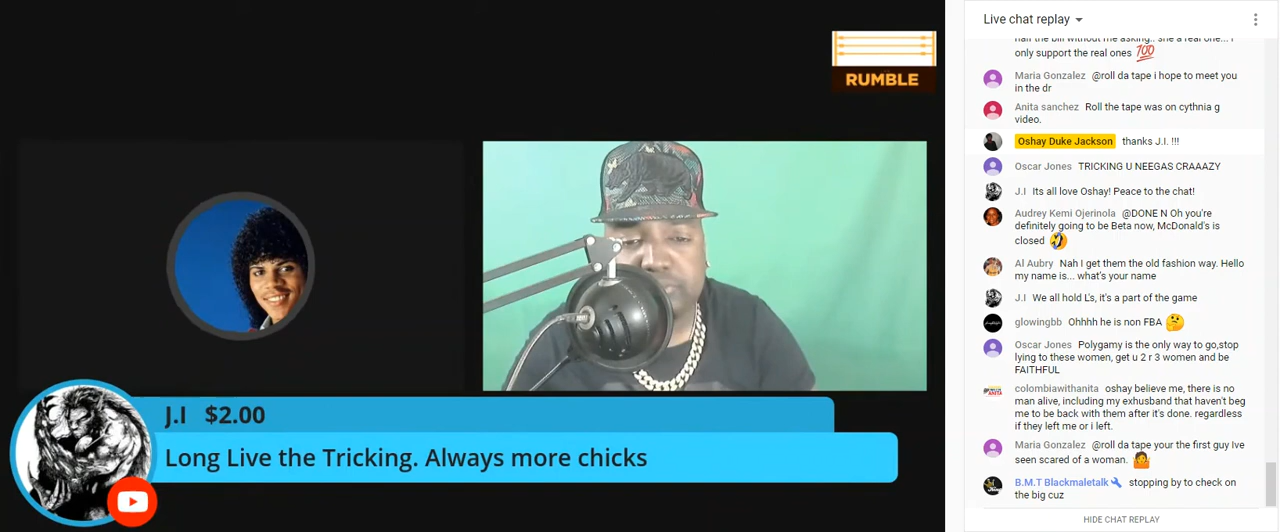 RUMBLE
J.I $2.00
Long Live the Tricking. Always more chicks
Live chat replay
half the bill without me asking.. she a real one... I
only support the real ones 100
Maria Gonzalez @roll da tape i hope to meet you
in the dr
Anita sanchez Roll the tape was on cythnia g
video.
Oshay Duke Jackson thanks J.I. !!!
Oscar Jones TRICKING U NEEGAS CRAAAZY
J.I Its all love Oshay! Peace to the chat!
Audrey Kemi Ojerinola @DONE N Oh you're
definitely going to be Beta now, McDonald's is
closed 🤣
Al Aubry Nah I get them the old fashion way. Hello
my name is... what's your name
J.I We all hold L's, it's a part of the game
glowingbb Ohhhh he is non FBA 🤔
Oscar Jones Polygamy is the only way to go,stop
lying to these women, get u 2 r 3 women and be
FAITHFUL
colombiawithanita oshay believe me, there is no
man alive, including my exhusband that haven't beg
me to be back with them after it's done. regardless
if they left me or i left.
Maria Gonzalez @roll da tape your the first guy Ive
seen scared of a woman. 🤷
B.M.T Blackmaletalk stopping by to check on
the big cuz
HIDE CHAT REPLAY